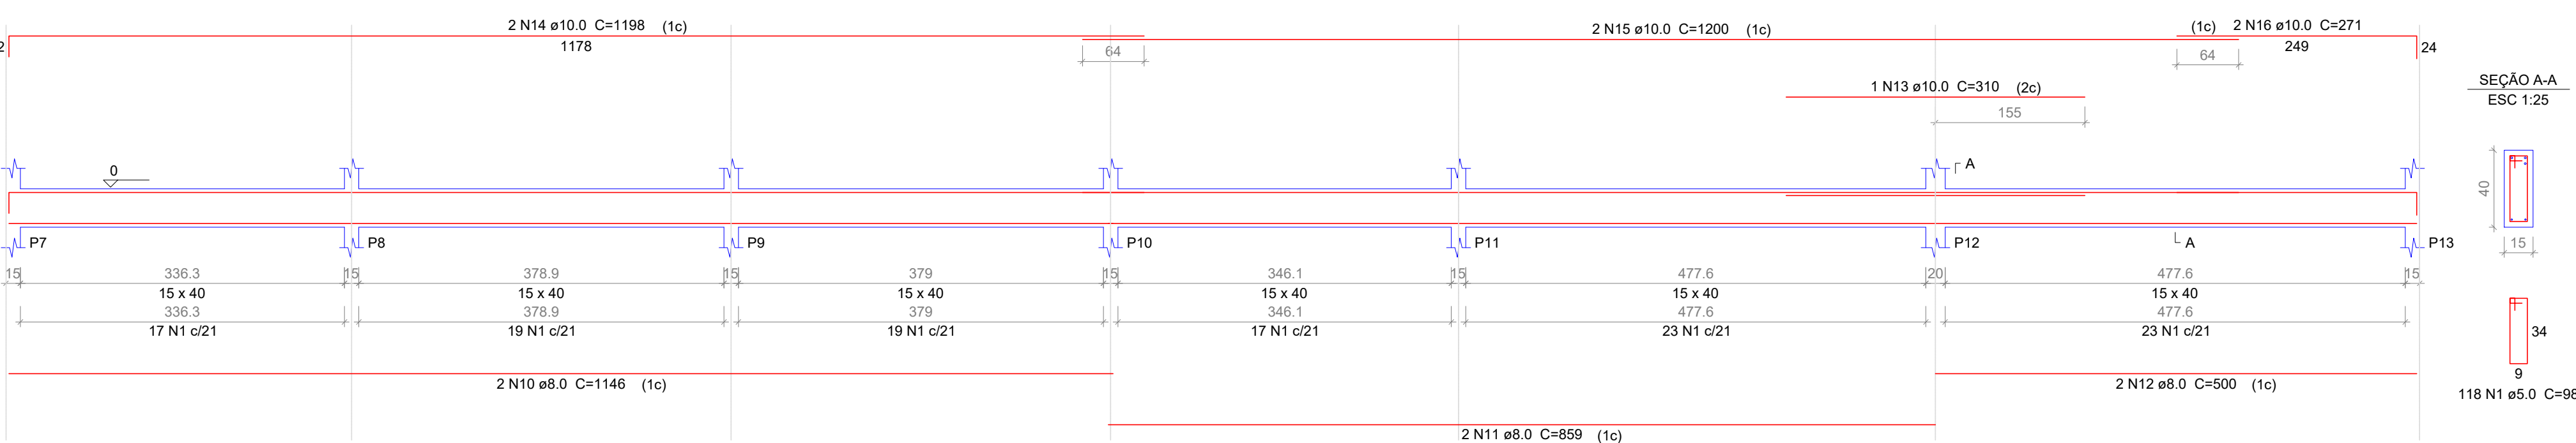 2 N14 ø10.0 C=1198 (1c)
1178
64
2 N15 ø10.0 C=1200 (1c)
(1c) 2 N16 ø10.0 C=271
249
64
24
1 N13 ø10.0 C=310 (2c)
155
SEÇÃO A-A
ESC 1:25
0
A
40
15
P7 P8 P9 P10 P11 P12 A P13
15 336.3 15 378.9 15 379 15 346.1 15 477.6 20 477.6 15
15 x 40 15 x 40 15 x 40 15 x 40 15 x 40 15 x 40
336.3 378.9 379 346.1 477.6 477.6
17 N1 c/21 19 N1 c/21 19 N1 c/21 17 N1 c/21 23 N1 c/21 23 N1 c/21
34
9
118 N1 ø5.0 C=98
2 N10 ø8.0 C=1146 (1c)
2 N12 ø8.0 C=500 (1c)
2 N11 ø8.0 C=859 (1c)